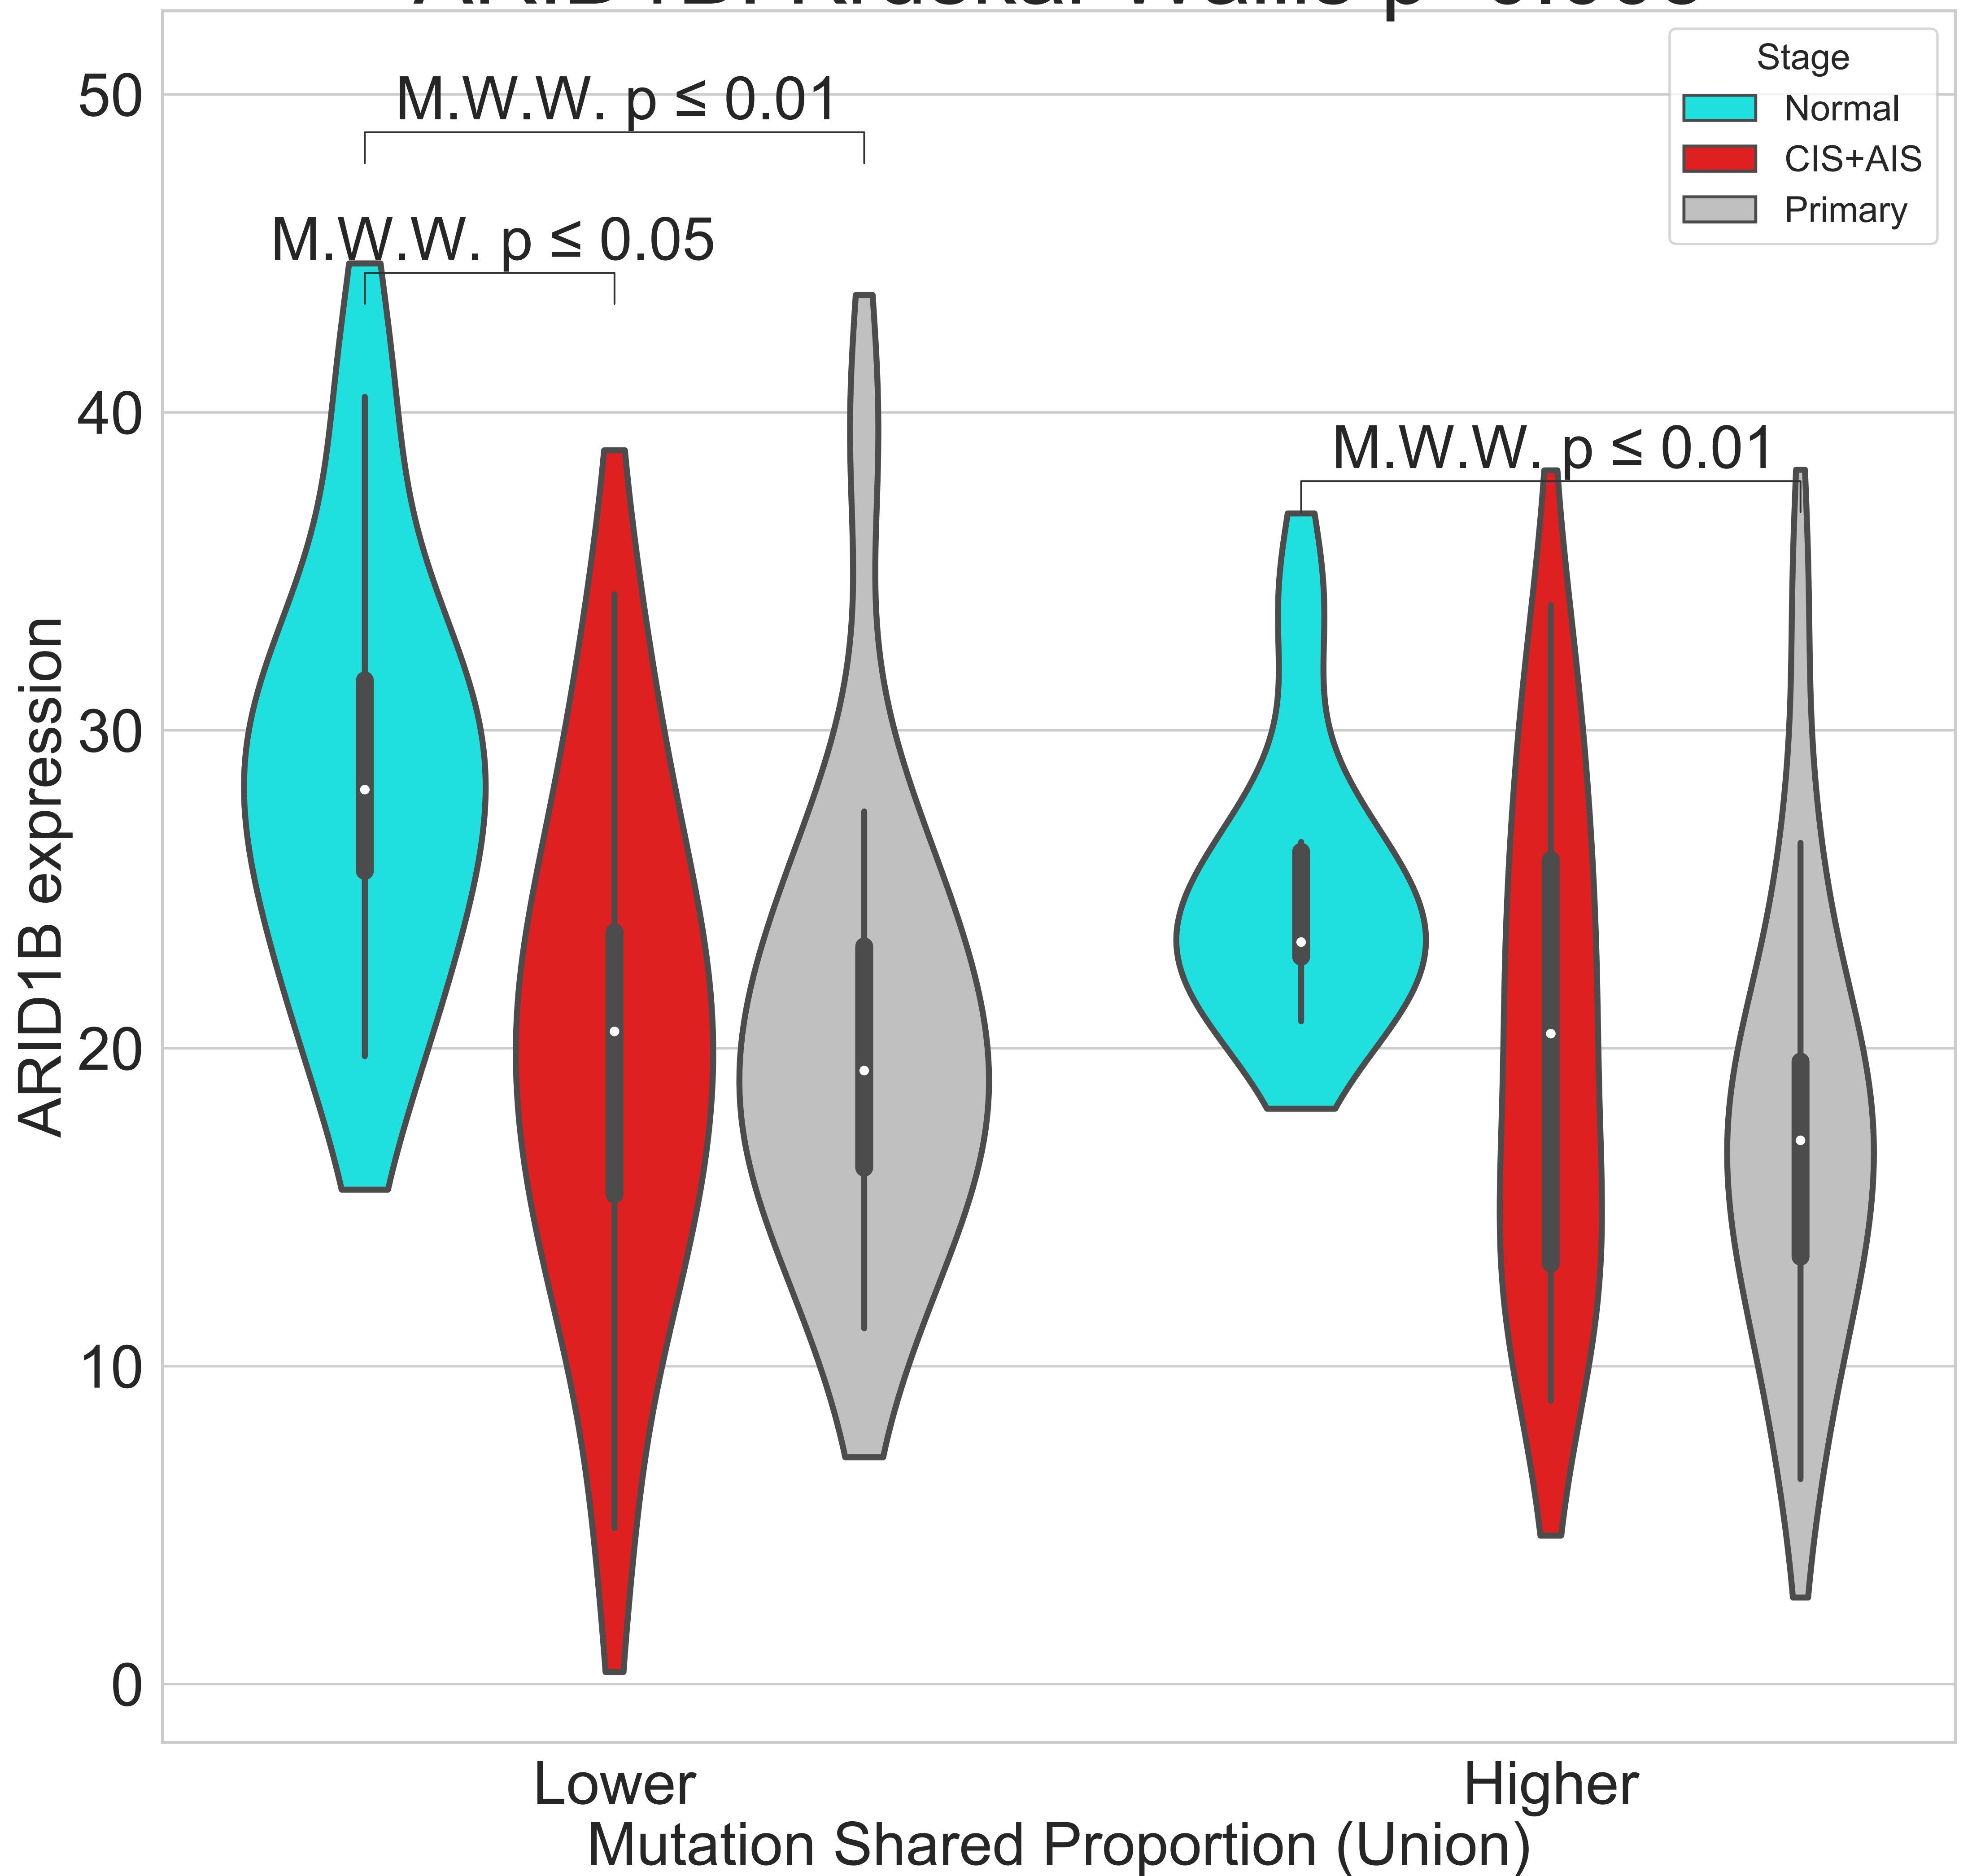 M.W.W. p ≤ 0.01
M.W.W. p ≤ 0.05
M.W.W. p ≤ 0.01
Stage
Normal
CIS+AIS
Primary
50
40
30
20
10
0
ARID1B expression
Lower
Higher
Mutation Shared Proportion (Union)